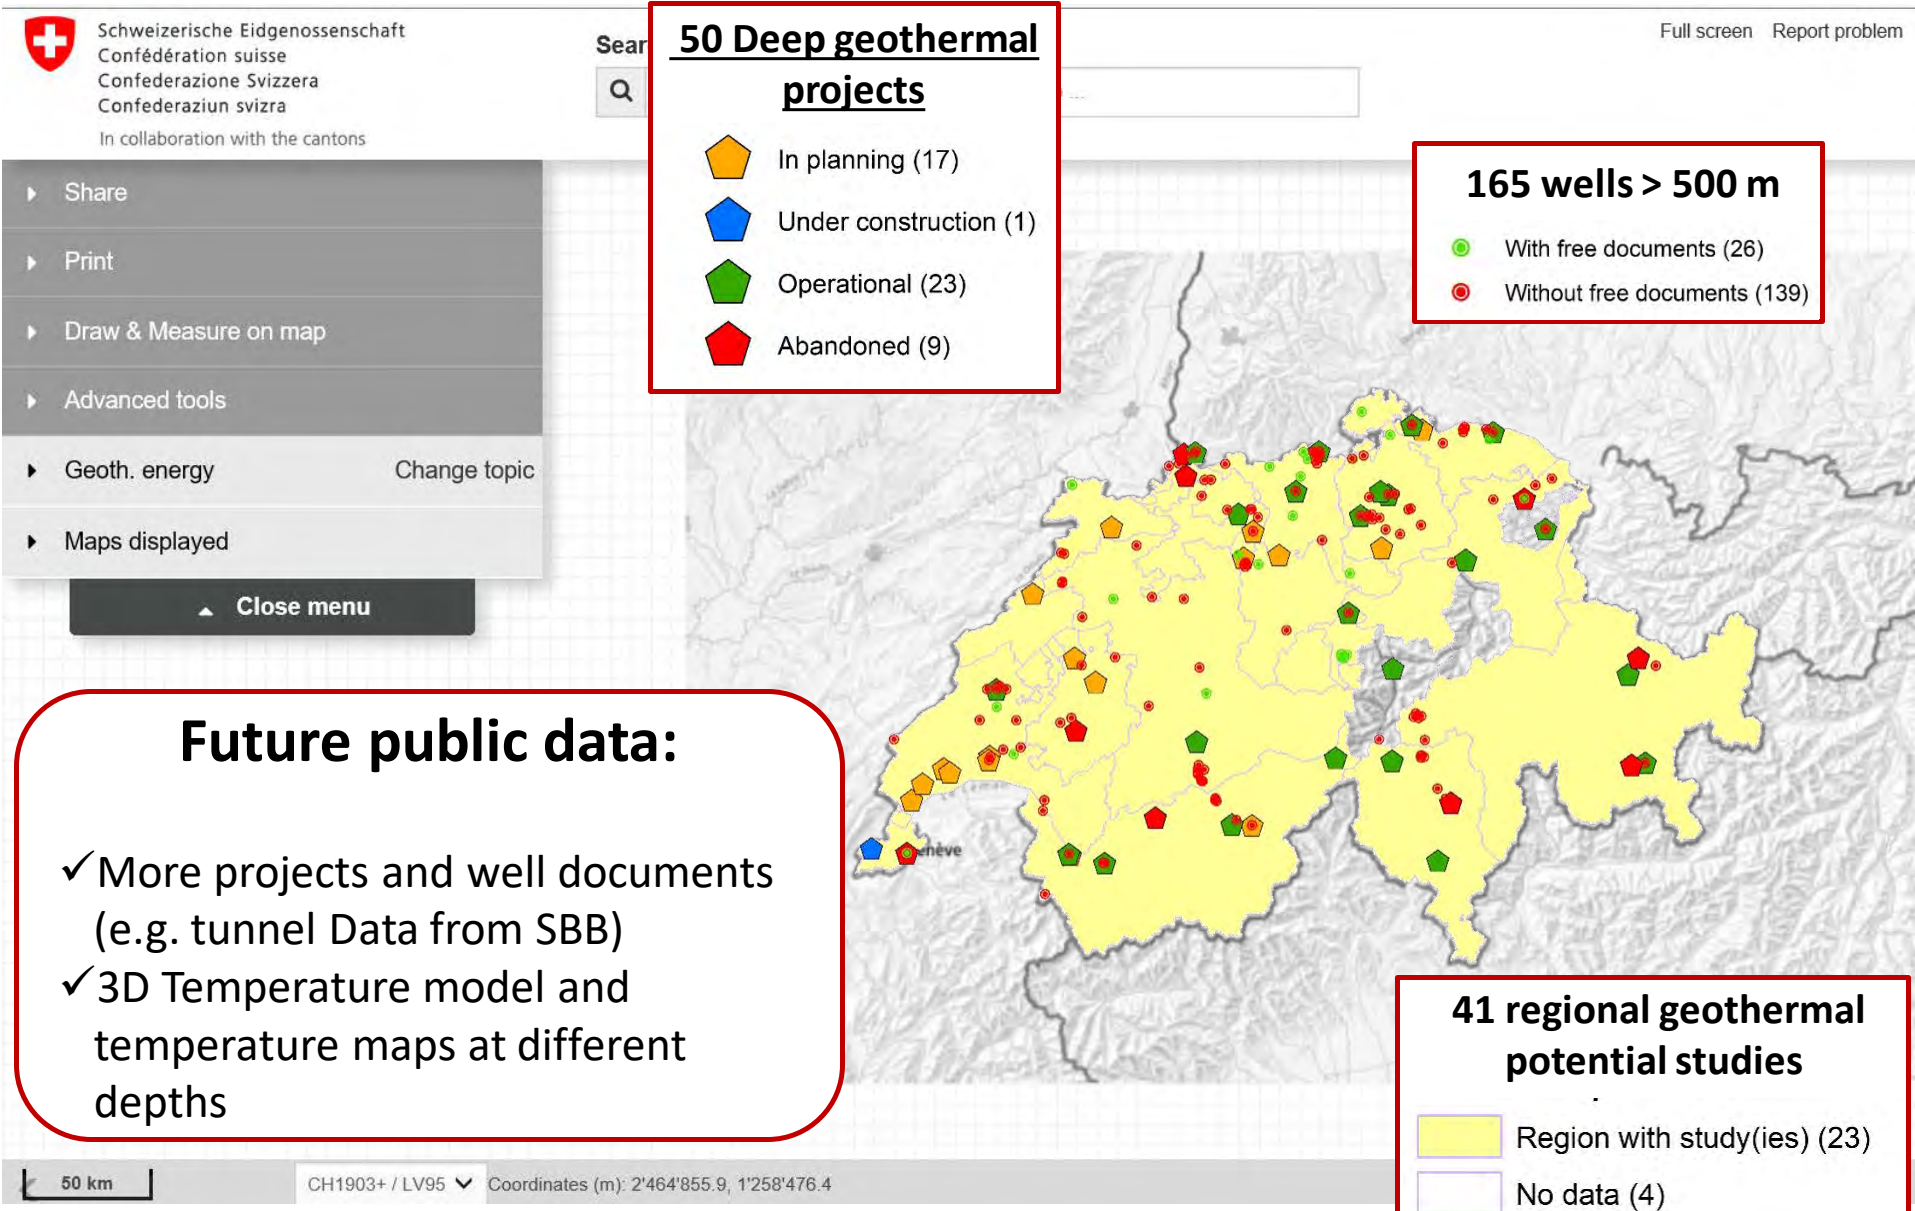 Schweizerische Eidgenossenschaft
Confédération suisse
Confederazione Svizzera
Confederaziun svizra
In collaboration with the cantons
Sear
Full screen Report problem
50 Deep geothermal
projects
In planning (17)
Under construction (1)
Operational (23)
Abandoned (9)
165 wells > 500 m
With free documents (26)
Without free documents (139)
Share
Print
Draw & Measure on map
Advanced tools
Geoth. energy Change topic
Maps displayed
Close menu
Future public data:
✓More projects and well documents
(e.g. tunnel Data from SBB)
✓3D Temperature model and
temperature maps at different
depths
enève
41 regional geothermal
potential studies
Region with study(ies) (23)
No data (4)
50 km
CH1903+ / LV95 Coordinates (m): 2'464'855.9, 1'258'476.4